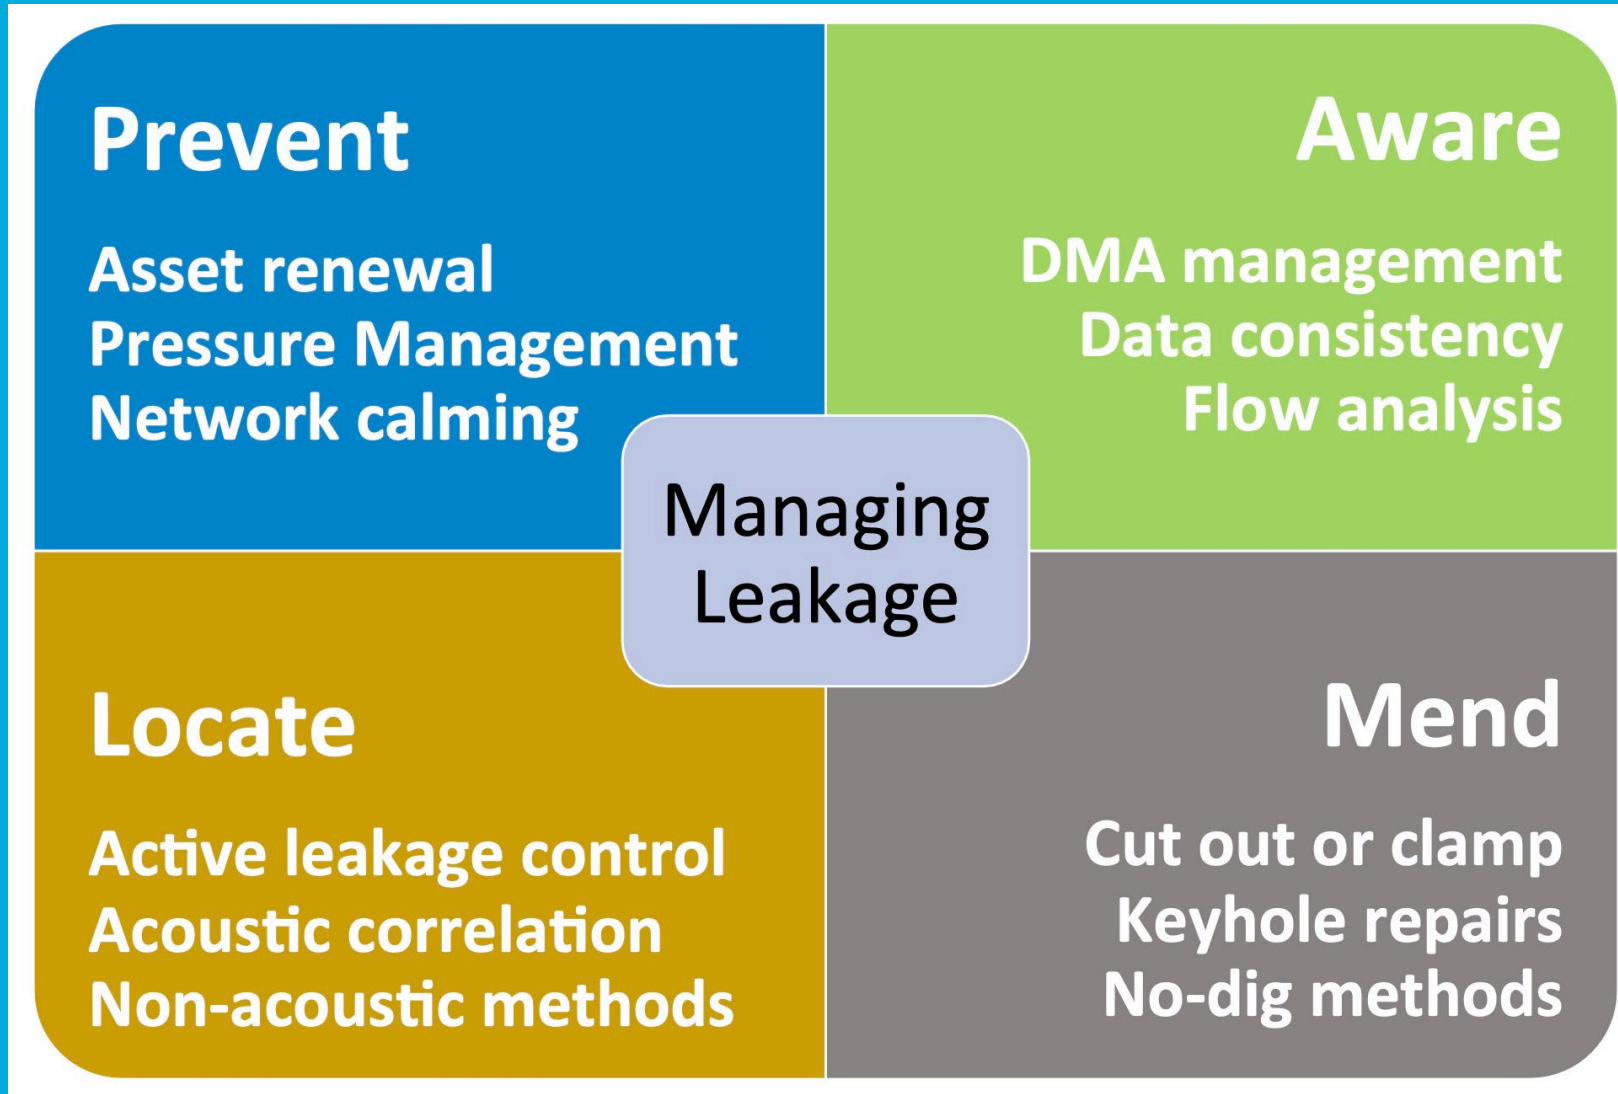 Prevent
Asset renewal
Pressure Management
Network calming
Aware
DMA management
Data consistency
Flow analysis
Managing
Leakage
Locate
Active leakage control
Acoustic correlation
Non-acoustic methods
Mend
Cut out or clamp
Keyhole repairs
No-dig methods